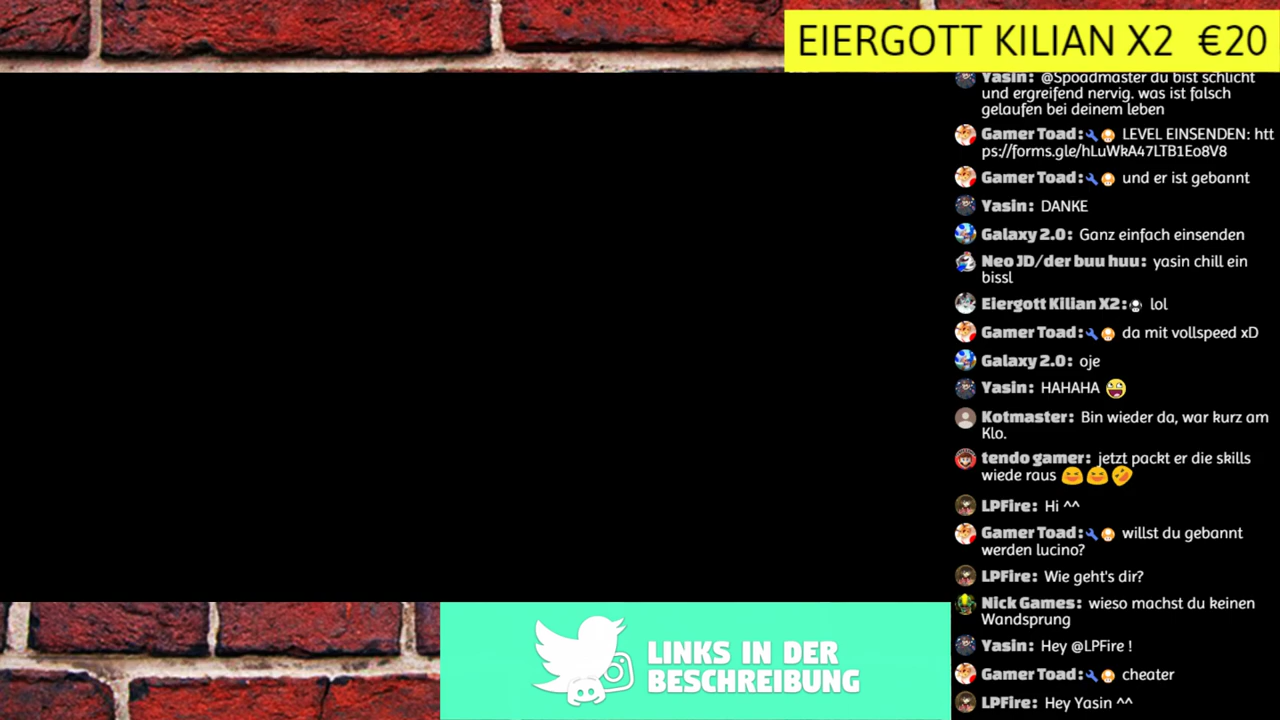 EIERGOTT KILIAN X2 €20
Yasin: @Spoadmaster du bist schlicht
und ergreifend nervig. was ist falsch
gelaufen bei deinem leben
Gamer Toad: LEVEL EINSENDEN: htt
ps://forms.gle/hLuWkA47LTB1Eo8V8
Gamer Toad: und er ist gebannt
Yasin: DANKE
Galaxy 2.0: Ganz einfach einsenden
Neo JD/der buu huu: yasin chill ein
bissl
Eiergott Kilian X2: lol
Gamer Toad: da mit vollspeed xD
Galaxy 2.0: oje
Yasin: HAHAHA 😆
Kotmaster: Bin wieder da, war kurz am
Klo.
tendo gamer: jetzt packt er die skills
wiede raus 😆😆🤣
LPFire: Hi ^^
Gamer Toad: willst du gebannt
werden lucino?
LPFire: Wie geht's dir?
Nick Games: wieso machst du keinen
Wandsprung
Yasin: Hey @LPFire !
Gamer Toad: cheater
LPFire: Hey Yasin ^^
LINKS IN DER
BESCHREIBUNG